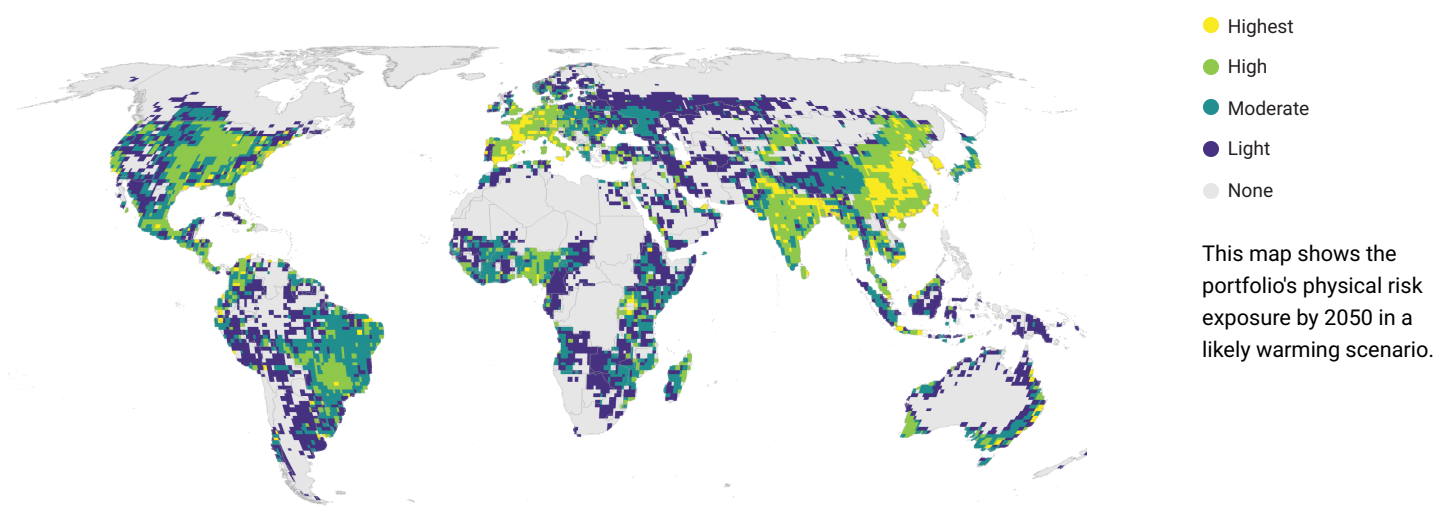 Highest
High
Moderate
Light
None
This map shows the
portfolio's physical risk
exposure by 2050 in a
likely warming scenario.